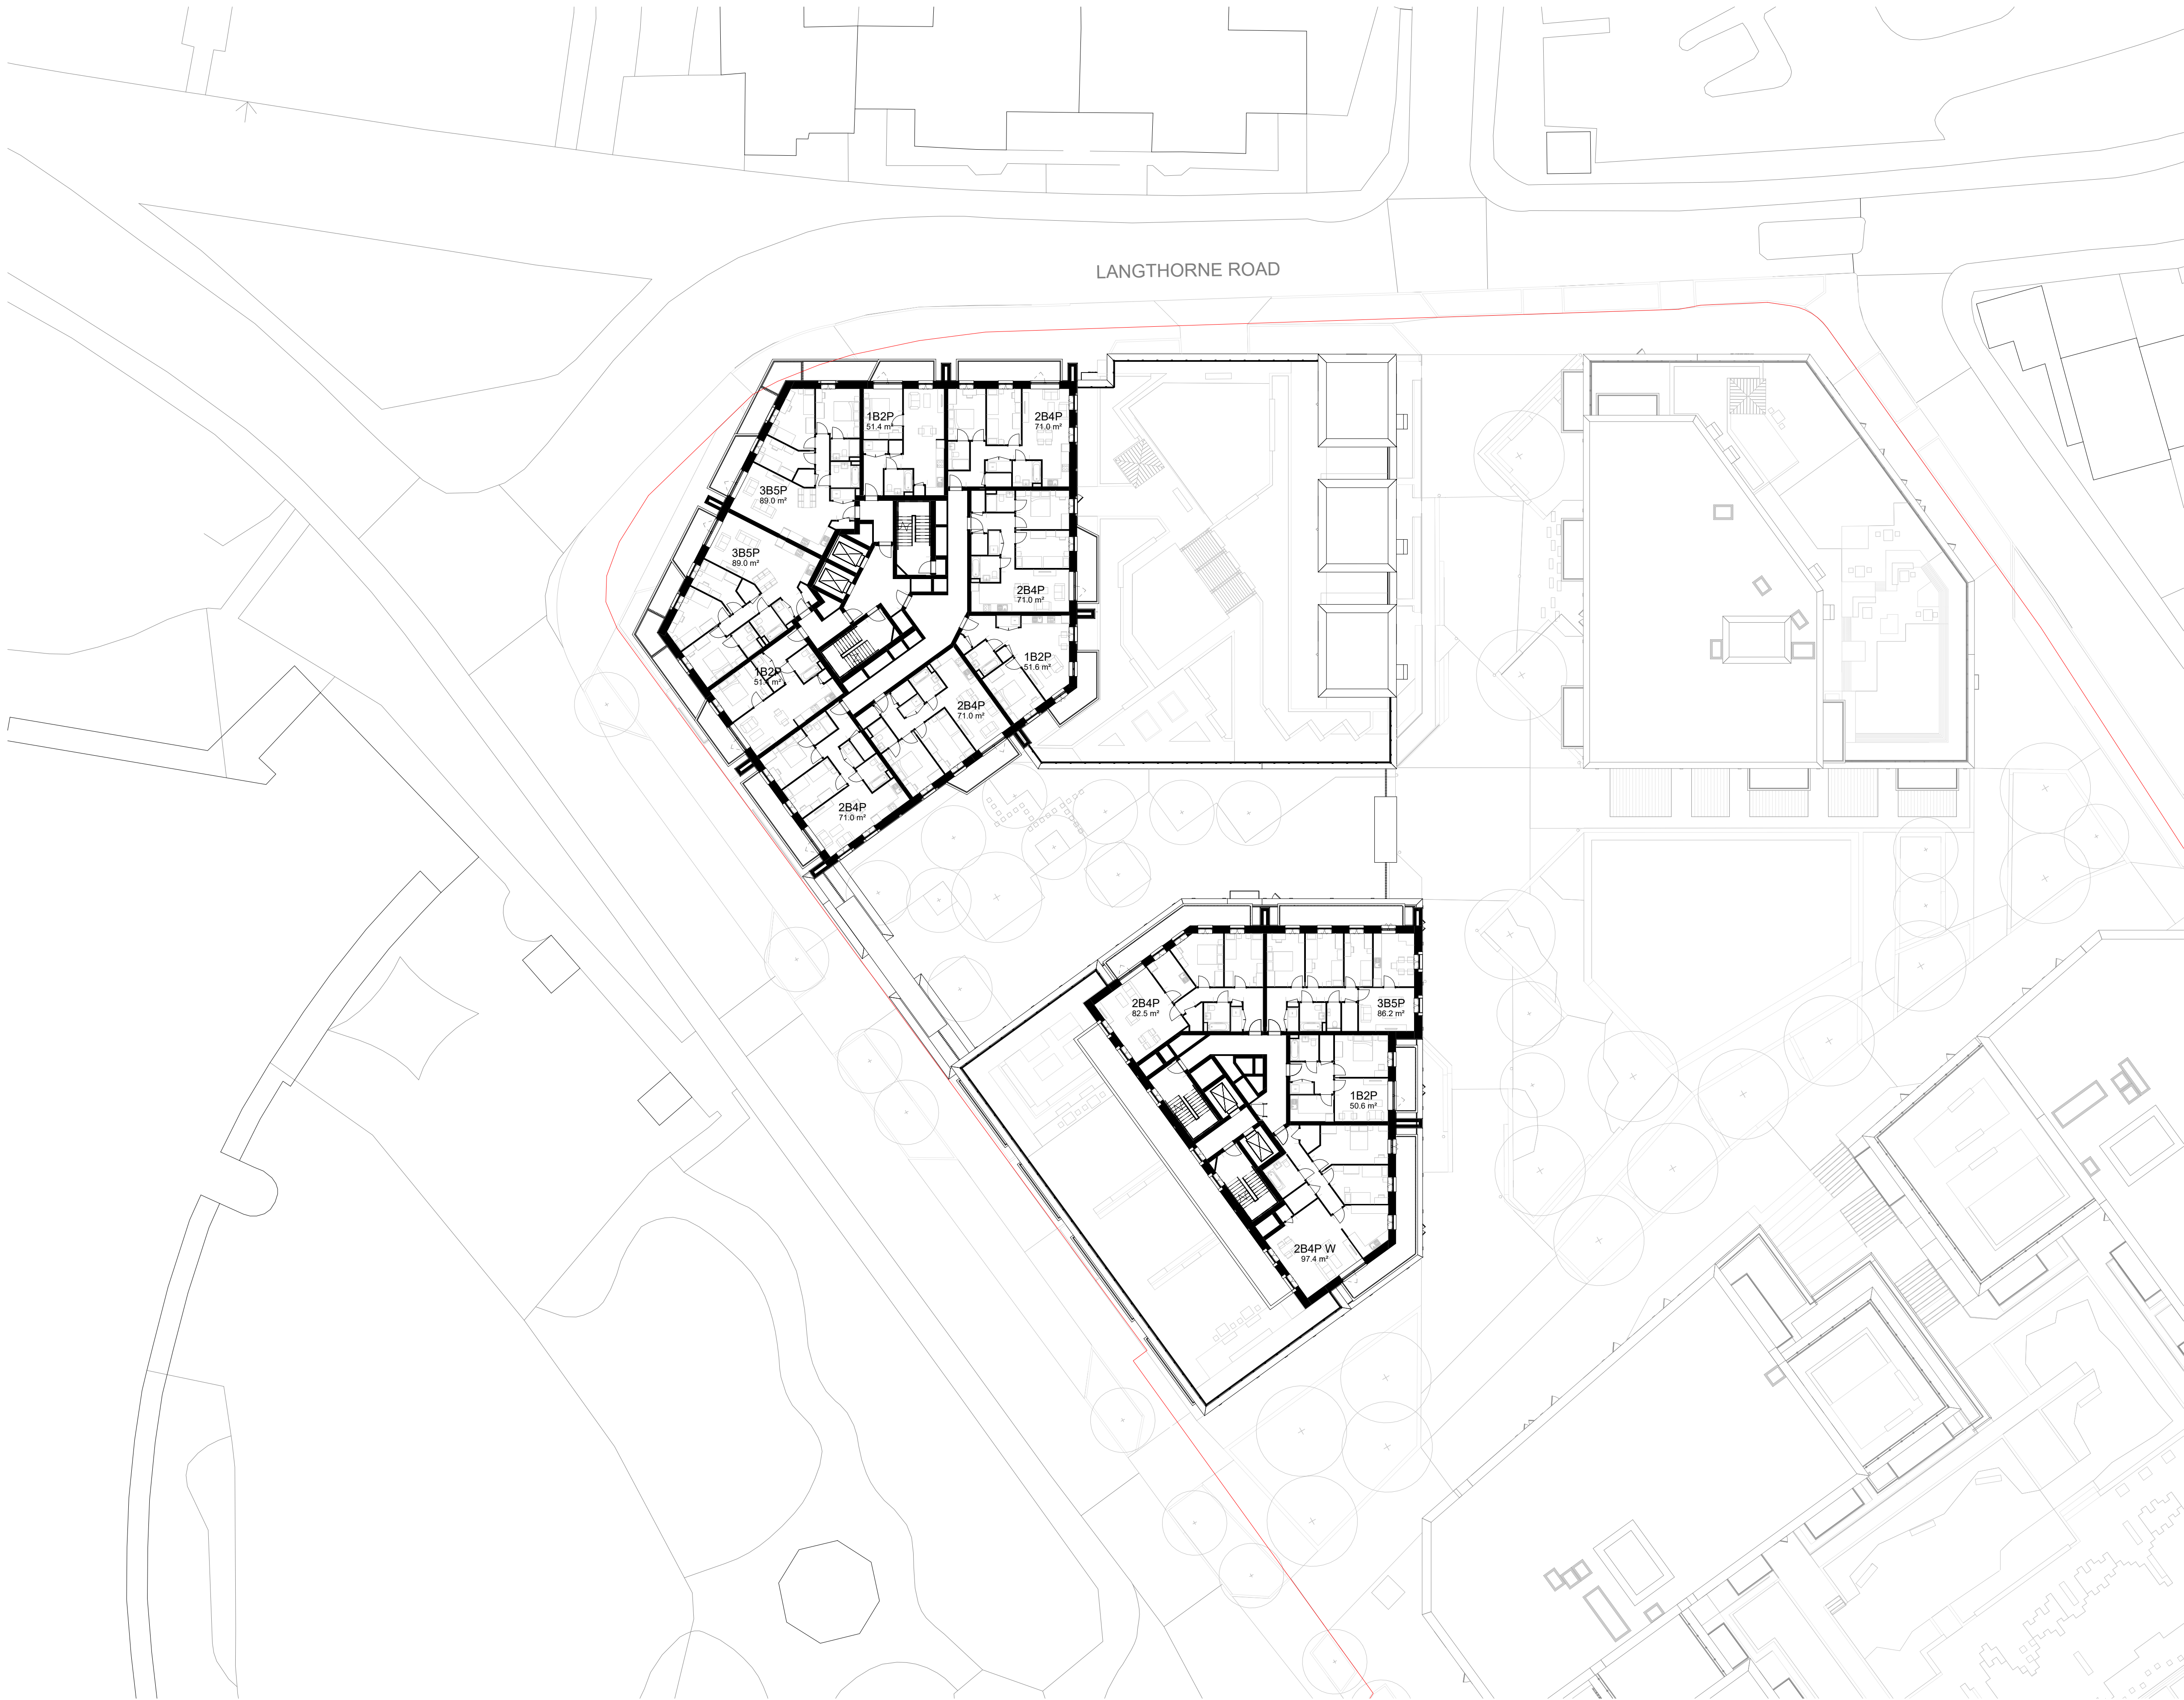 LANGTHORNE ROAD
1B2P
51.4 m²
2B4P
71.0 m²
3B5P
89.0 m²
3B5P
89.0 m²
2B4P
71.0 m²
1B2P
51.6 m²
1B2P
2B4P
71.0 m²
2B4P
71.0 m²
2B4P
82.5 m²
3B5P
86.2 m²
1B2P
50.6 m²
2B4P W
97.4 m²